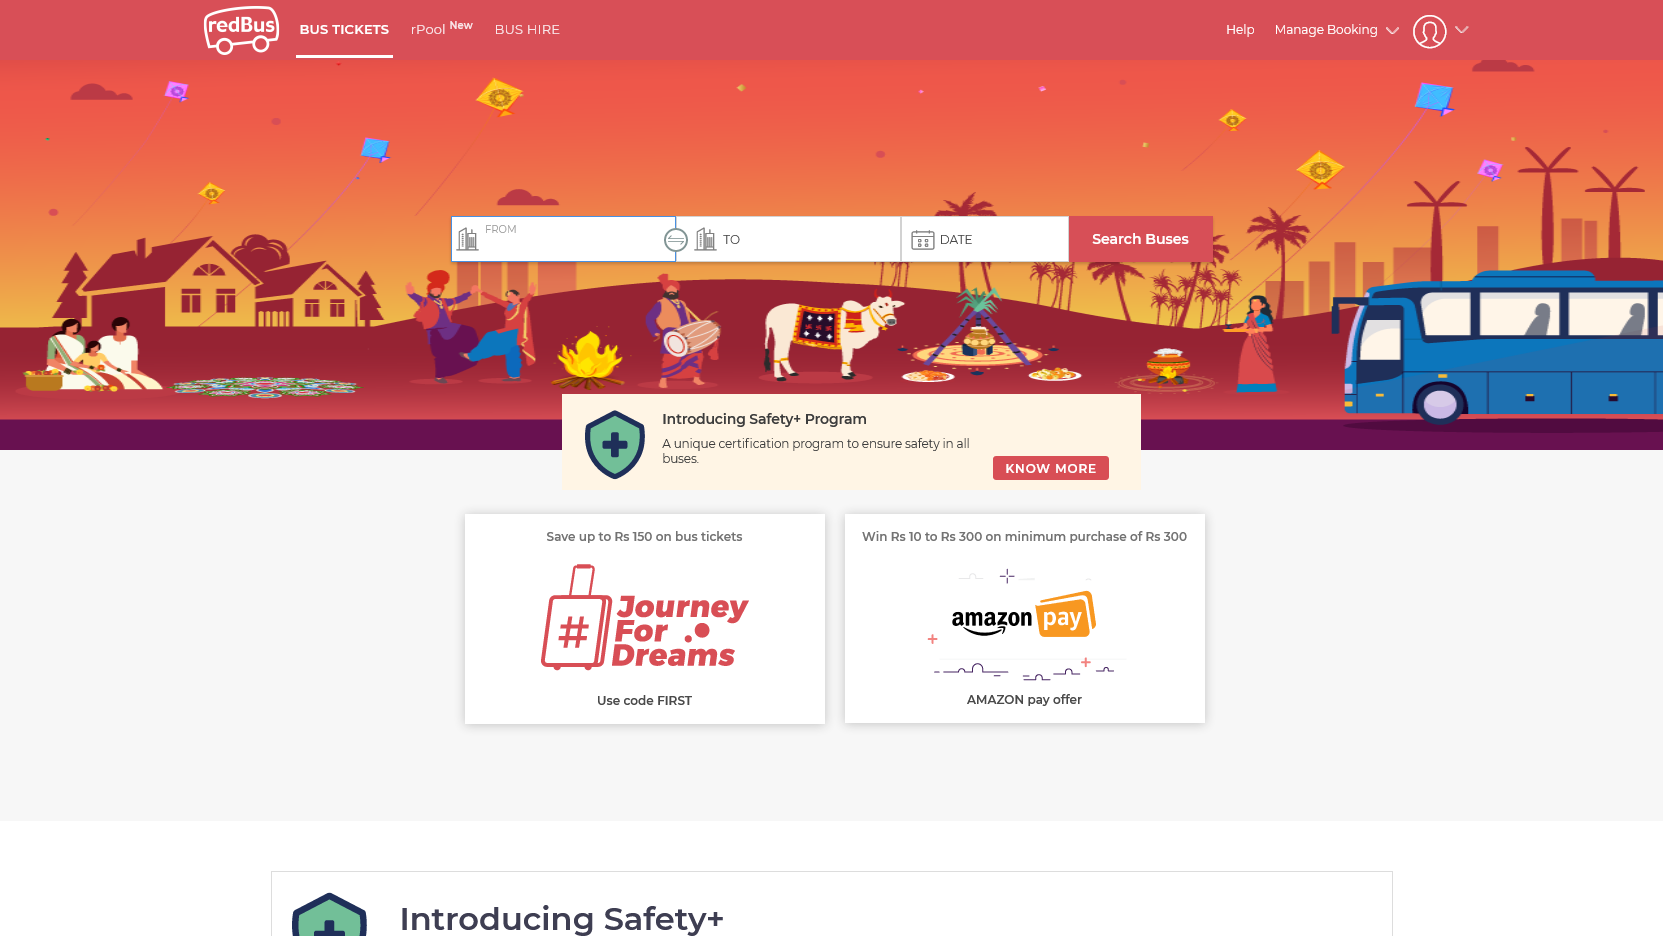 redBus
BUS TICKETS
rPool New
BUS HIRE
Help
Manage Booking
FROM
TO
DATE
Search Buses
Introducing Safety+ Program
A unique certification program to ensure safety in all
buses.
KNOW MORE
Save up to Rs 150 on bus tickets
# Journey
For
Dreams
Use code FIRST
Win Rs 10 to Rs 300 on minimum purchase of Rs 300
amazon pay
AMAZON pay offer
Introducing Safety+